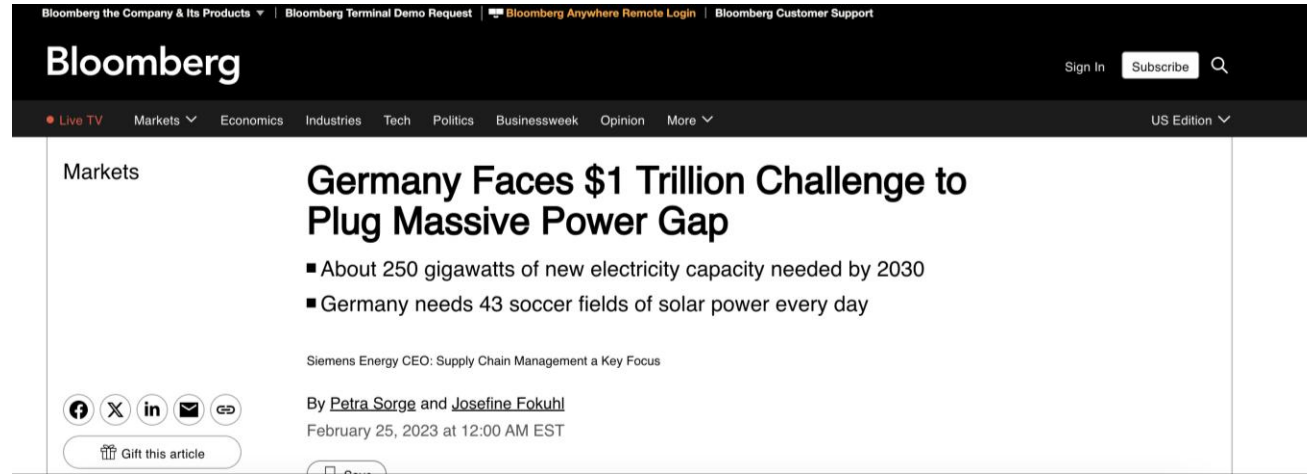 Bloomberg the Company & Its Products Bloomberg Terminal Demo Request Bloomberg Anywhere Remote Login Bloomberg Customer Support
Bloomberg
Sign In Subscribe
Live TV Markets Economics Industries Tech Politics Businessweek Opinion More US Edition
Markets
Germany Faces $1 Trillion Challenge to
Plug Massive Power Gap
About 250 gigawatts of new electricity capacity needed by 2030
Germany needs 43 soccer fields of solar power every day
Siemens Energy CEO: Supply Chain Management a Key Focus
By Petra Sorge and Josefine Fokuhl
February 25, 2023 at 12:00 AM EST
Gift this article